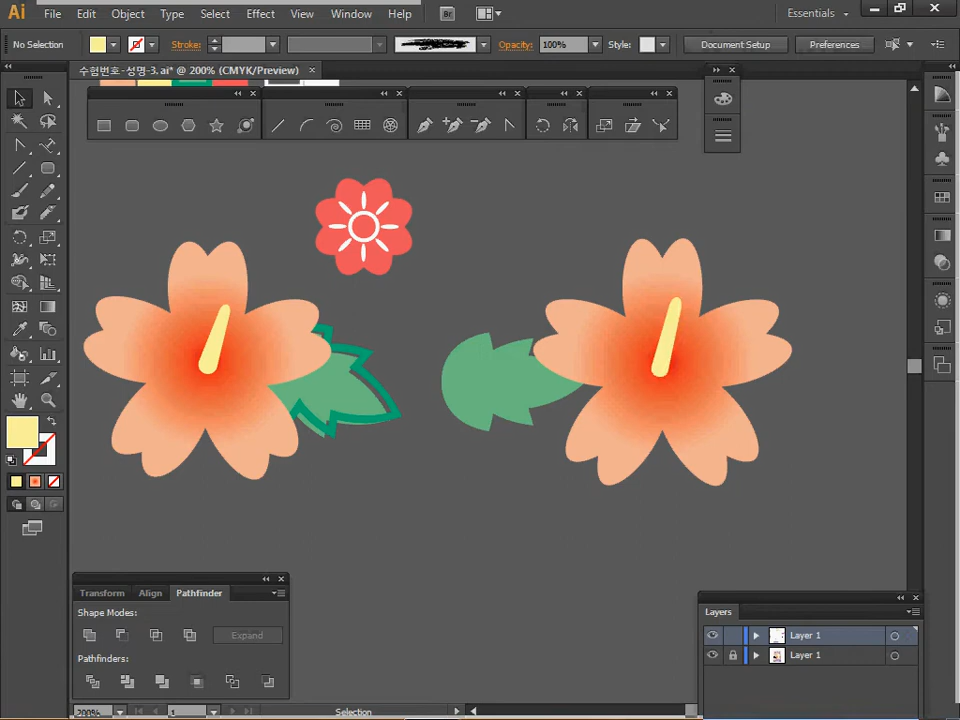 Ai File Edit Object Type Select Effect View Window Help Br Essentials
No Selection Stroke: Opacity: 100% Style: Document Setup Preferences
수험번호-성명-3.ai* @ 200% (CMYK/Preview)
Transform Align Pathfinder
Shape Modes:
Expand
Pathfinders:
Layers
Layer 1
Layer 1
200% 1 Selection